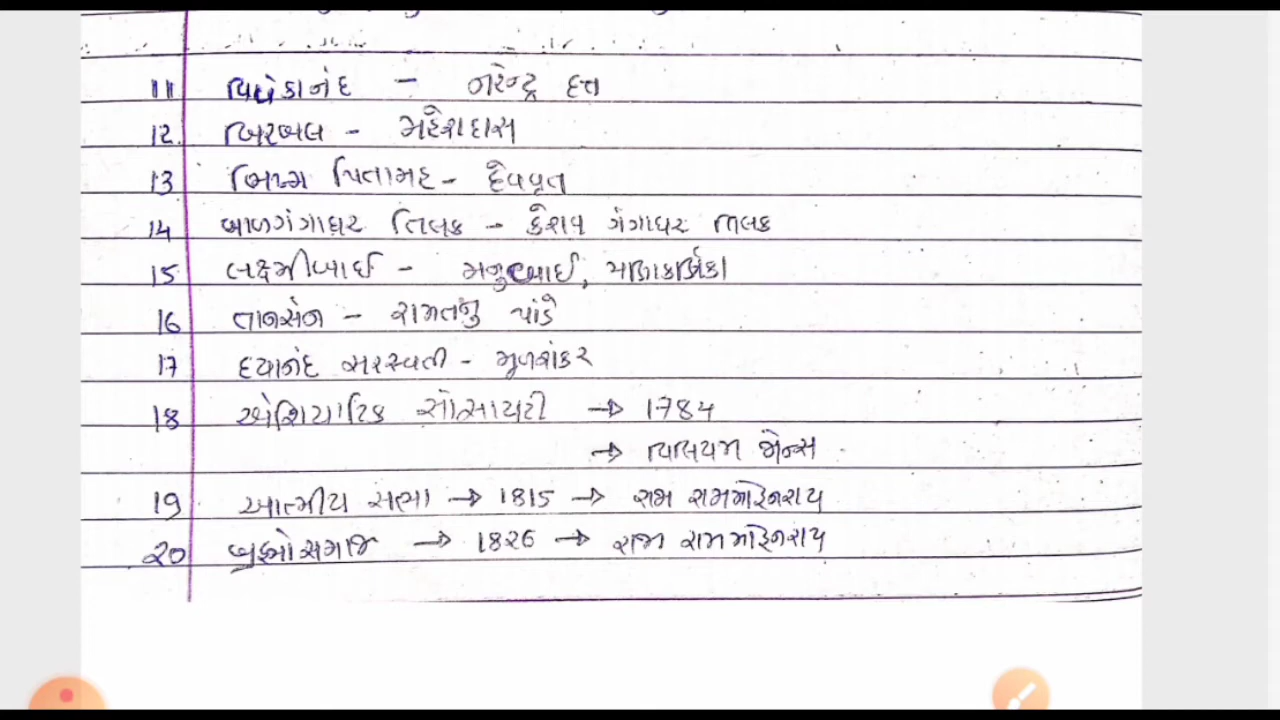 11 વિવેકાનંદ - નરેન્દ્ર દત્ત
12 બિરબલ - મહેશદાસ
13 ભિષ્મ પિતામહ - દેવવ્રત
14 બાળગંગાધર તિલક - કેશવ ગંગાધર તિલક
15 લક્ષ્મીબાઈ - મનુબાઈ, મણિકર્ણિકા
16 તાનસેન - રામતનુ પાંડે
17 દયાનંદ સરસ્વતી - મૂળશંકર
18 એશિયાટિક સોસાયટી → 1784
→ વિલિયમ જોન્સ
19 આત્મીય સભા → 1815 → રાજા રામમોહનરાય
20 બ્રહ્મોસમાજ → 1826 → રાજા રામમોહનરાય